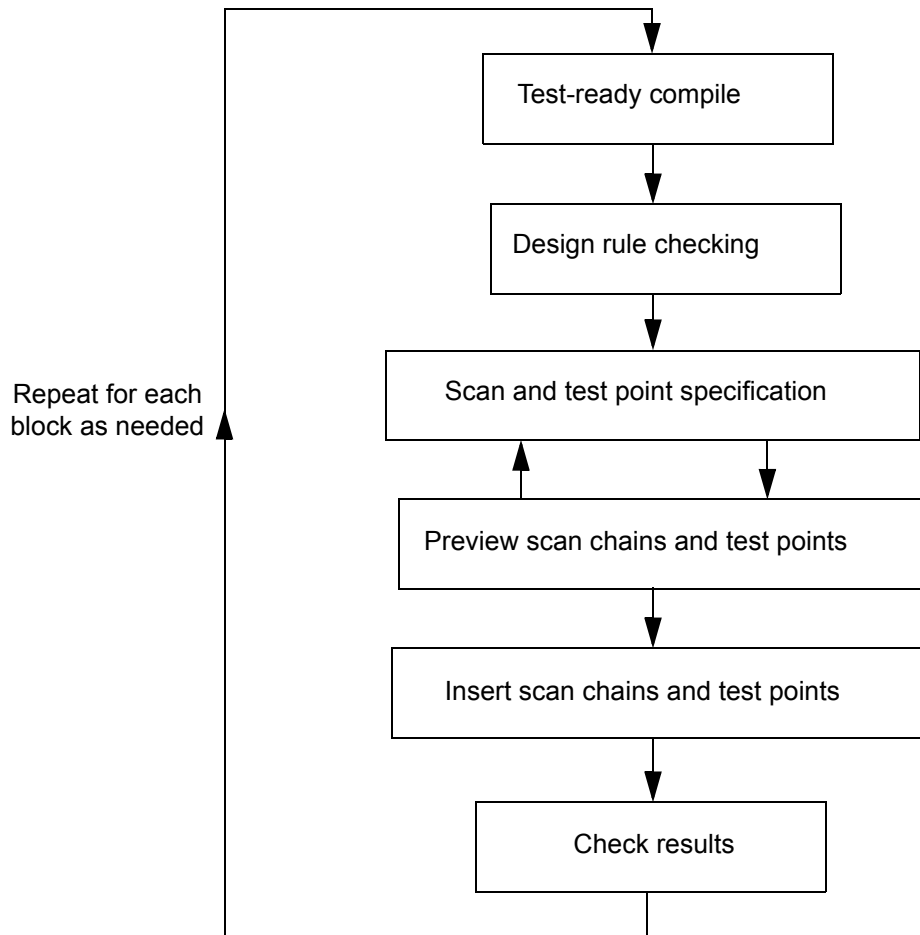 Test-ready compile
Design rule checking
Scan and test point specification
Repeat for each
block as needed
Preview scan chains and test points
Insert scan chains and test points
Check results